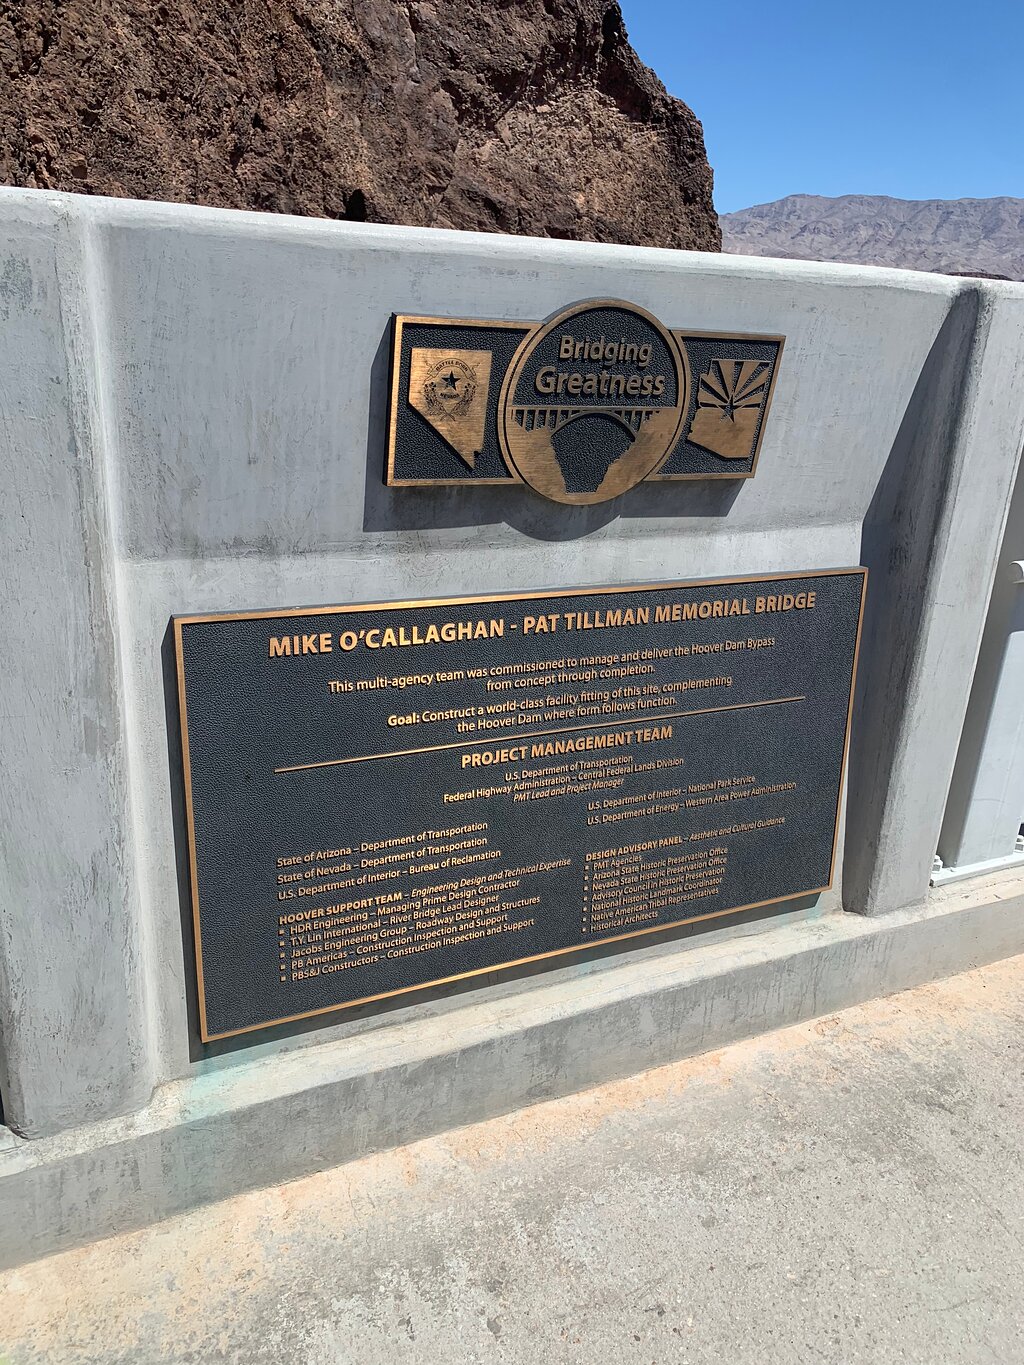 Bridging
Greatness
MIKE O'CALLAGHAN - PAT TILLMAN MEMORIAL BRIDGE
This multi-agency team was commissioned to manage and deliver the Hoover Dam Bypass
from concept through completion.
Goal: Construct a world-class facility fitting of this site, complementing
the Hoover Dam where form follows function.
PROJECT MANAGEMENT TEAM
U.S. Department of Transportation
Federal Highway Administration – Central Federal Lands Division
PMT Lead and Project Manager
State of Arizona – Department of Transportation
State of Nevada – Department of Transportation
U.S. Department of Interior – Bureau of Reclamation
U.S. Department of Interior – National Park Service
U.S. Department of Energy – Western Area Power Administration
HOOVER SUPPORT TEAM – Engineering Design and Technical Expertise
▪ HDR Engineering – Managing Prime Design Contractor
▪ T.Y. Lin International – River Bridge Lead Designer
▪ Jacobs Engineering Group – Roadway Design and Structures
▪ PB Americas – Construction Inspection and Support
▪ PBS&J Constructors – Construction Inspection and Support
DESIGN ADVISORY PANEL – Aesthetic and Cultural Guidance
▪ PMT Agencies
▪ Arizona State Historic Preservation Office
▪ Nevada State Historic Preservation Office
▪ Advisory Council in Historic Preservation
▪ National Historic Landmark Coordinator
▪ Native American Tribal Representatives
▪ Historical Architects